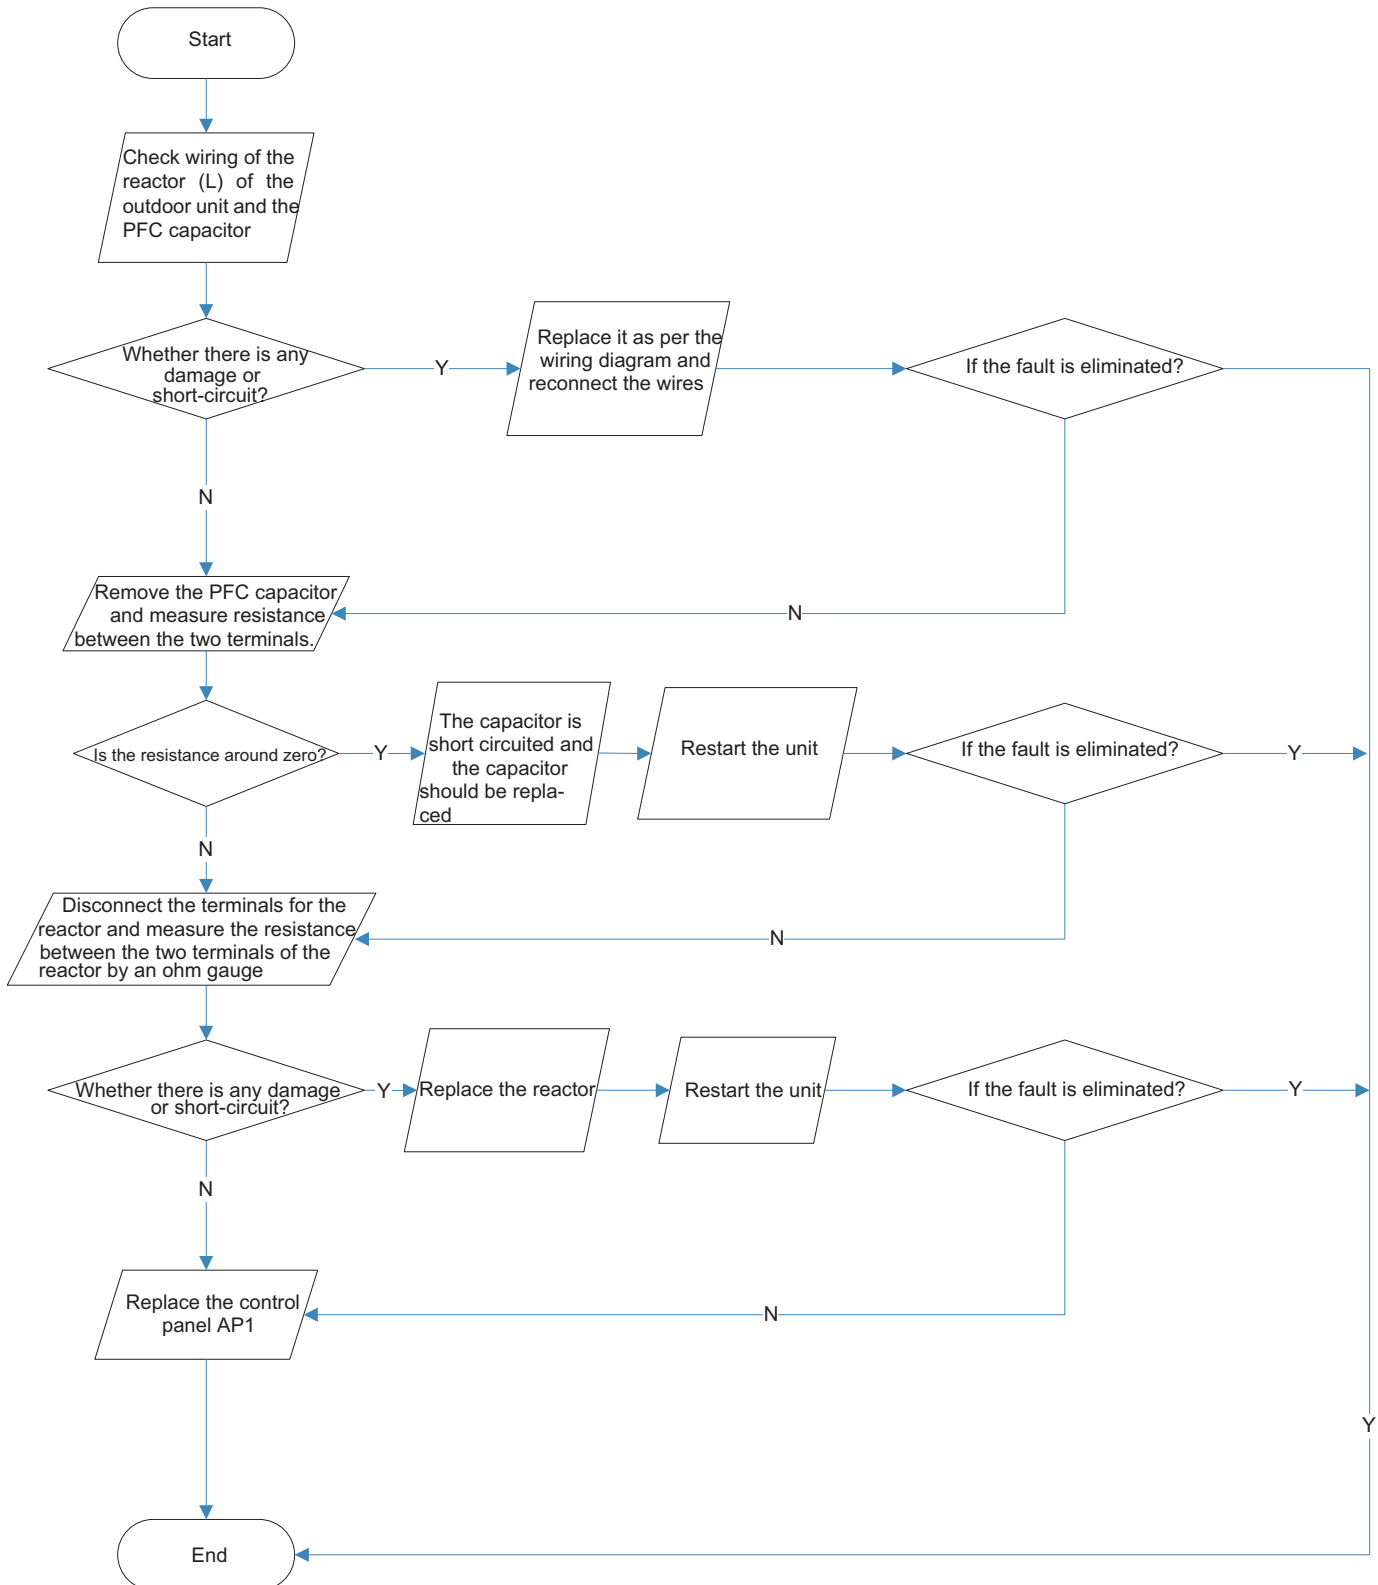 Start
Check wiring of the
reactor (L) of the
outdoor unit and the
PFC capacitor
Whether there is any
damage or
short-circuit?
Y
Replace it as per the
wiring diagram and
reconnect the wires
If the fault is eliminated?
N
Remove the PFC capacitor
and measure resistance
between the two terminals.
N
Is the resistance around zero?
Y
The capacitor is
short circuited and
the capacitor
should be repla-
ced
Restart the unit
If the fault is eliminated?
Y
N
Disconnect the terminals for the
reactor and measure the resistance
between the two terminals of the
reactor by an ohm gauge
N
Whether there is any damage
or short-circuit?
Y
Replace the reactor
Restart the unit
If the fault is eliminated?
Y
N
Replace the control
panel AP1
N
Y
End